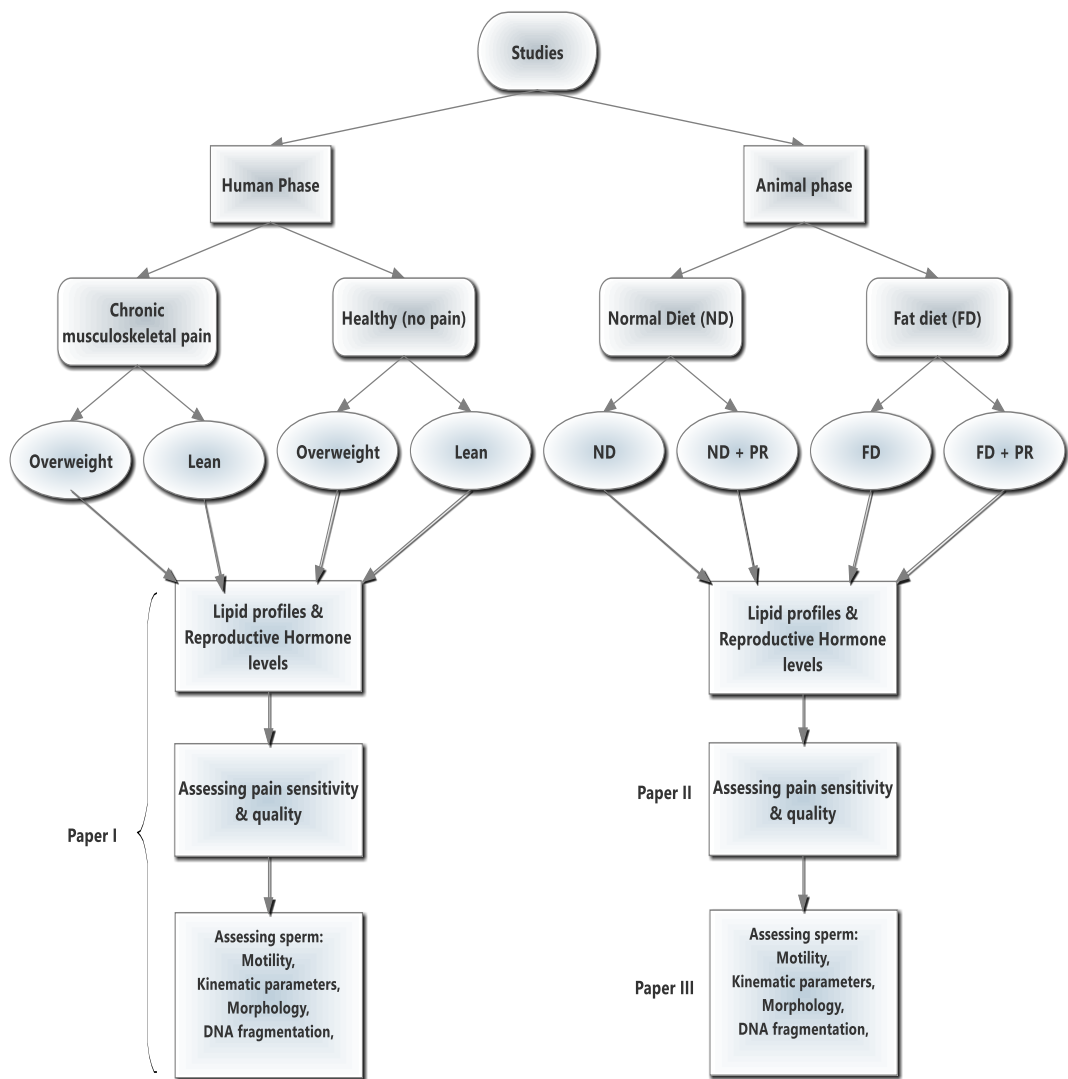 Studies
Human Phase
Animal phase
Chronic
musculoskeletal pain
Healthy (no pain)
Normal Diet (ND)
Fat diet (FD)
Overweight
Lean
Overweight
Lean
ND
ND + PR
FD
FD + PR
Lipid profiles &
Reproductive Hormone
levels
Lipid profiles &
Reproductive Hormone
levels
Paper I
Assessing pain sensitivity
& quality
Paper II
Assessing pain sensitivity
& quality
Assessing sperm:
Motility,
Kinematic parameters,
Morphology,
DNA fragmentation,
Paper III
Assessing sperm:
Motility,
Kinematic parameters,
Morphology,
DNA fragmentation,